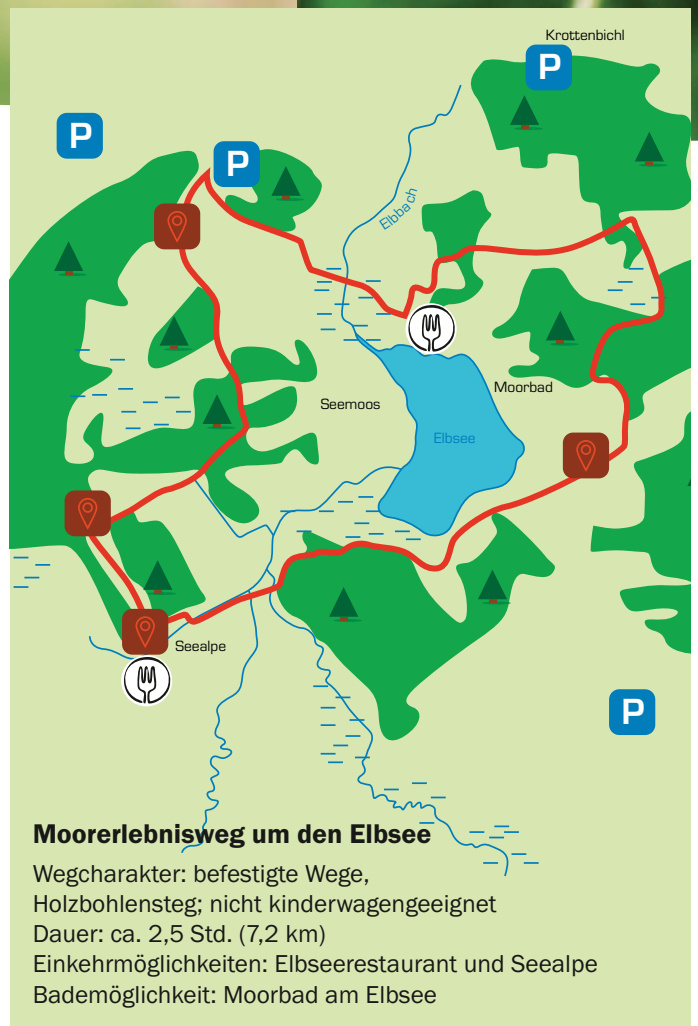 Krottenbichl
P
P
P
Elbbach
Moorbad
Seemoos
Elbsee
Seealpe
P
Moorerlebnisweg um den Elbsee
Wegcharakter: befestigte Wege,
Holzbohlensteg; nicht kinderwagengeeignet
Dauer: ca. 2,5 Std. (7,2 km)
Einkehrmöglichkeiten: Elbseerestaurant und Seealpe
Bademöglichkeit: Moorbad am Elbsee